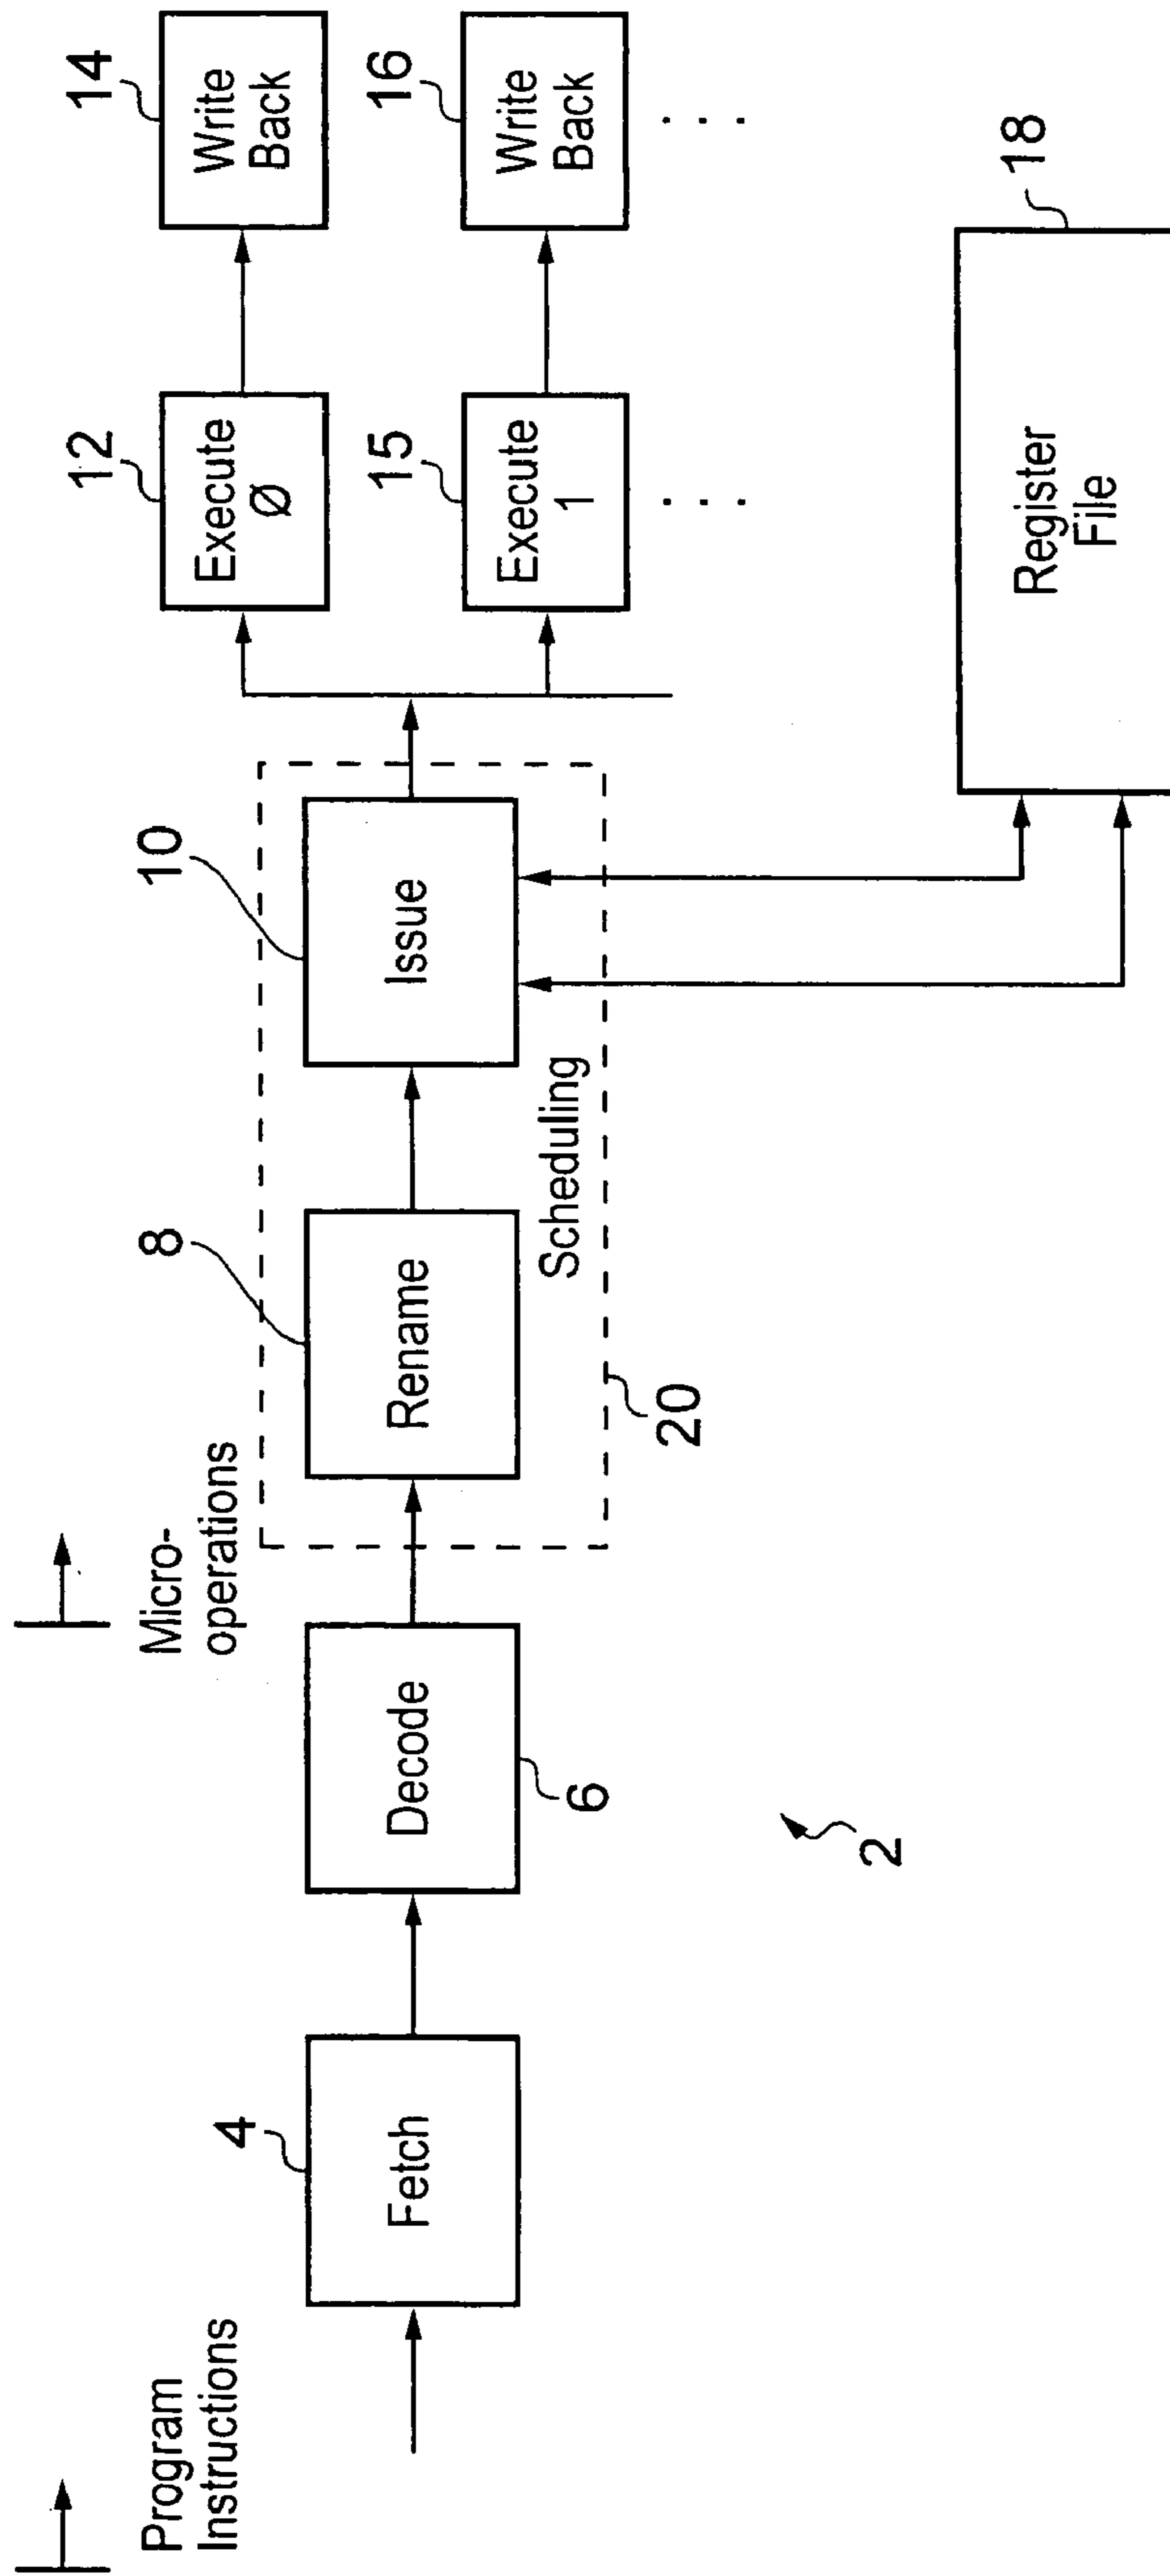 Program
Instructions
Micro-
operations
4
Fetch
Decode
6
8
Rename
10
Issue
Scheduling
20
12
Execute
Ø
14
Write
Back
15
Execute
1
16
Write
Back
. . .
. . .
18
Register
File
2